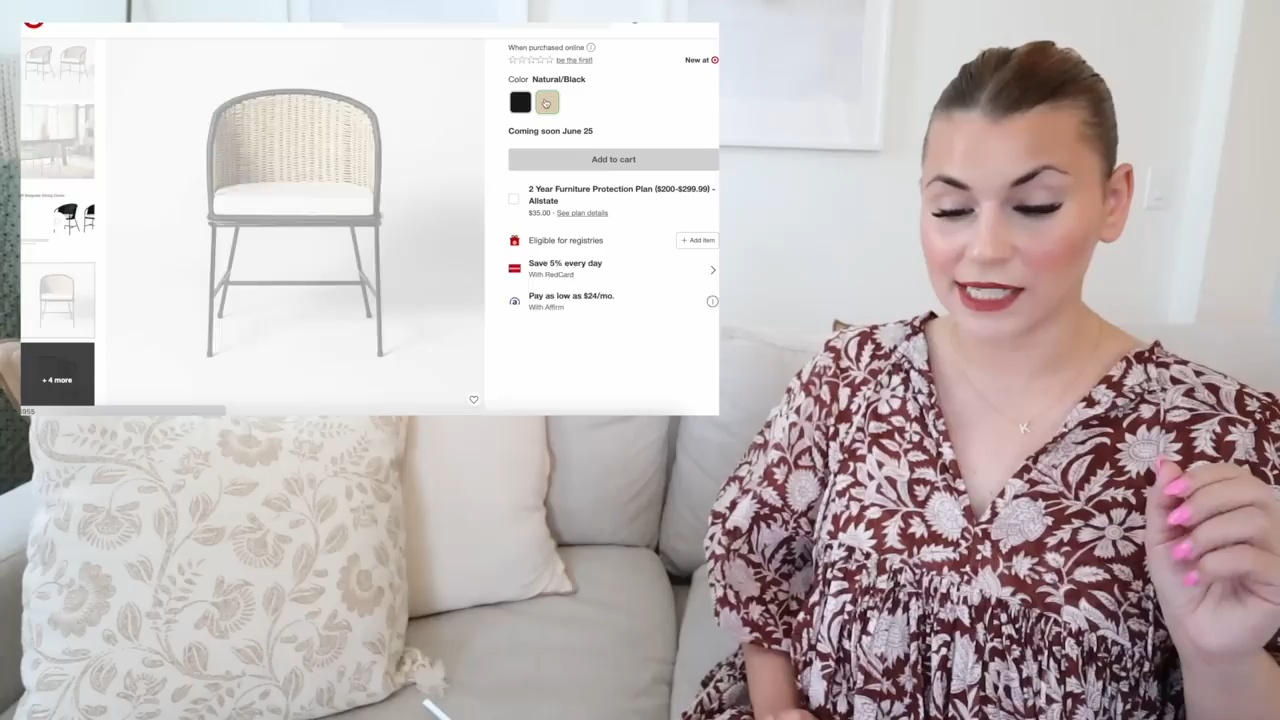 When purchased online
be the first!
New at
Color Natural/Black
Coming soon June 25
Add to cart
2 Year Furniture Protection Plan ($200-$299.99) -
Allstate
$35.00 · See plan details
Eligible for registries
+ Add item
Save 5% every day
With RedCard
Pay as low as $24/mo.
a
With Affirm
+ 4 more
K